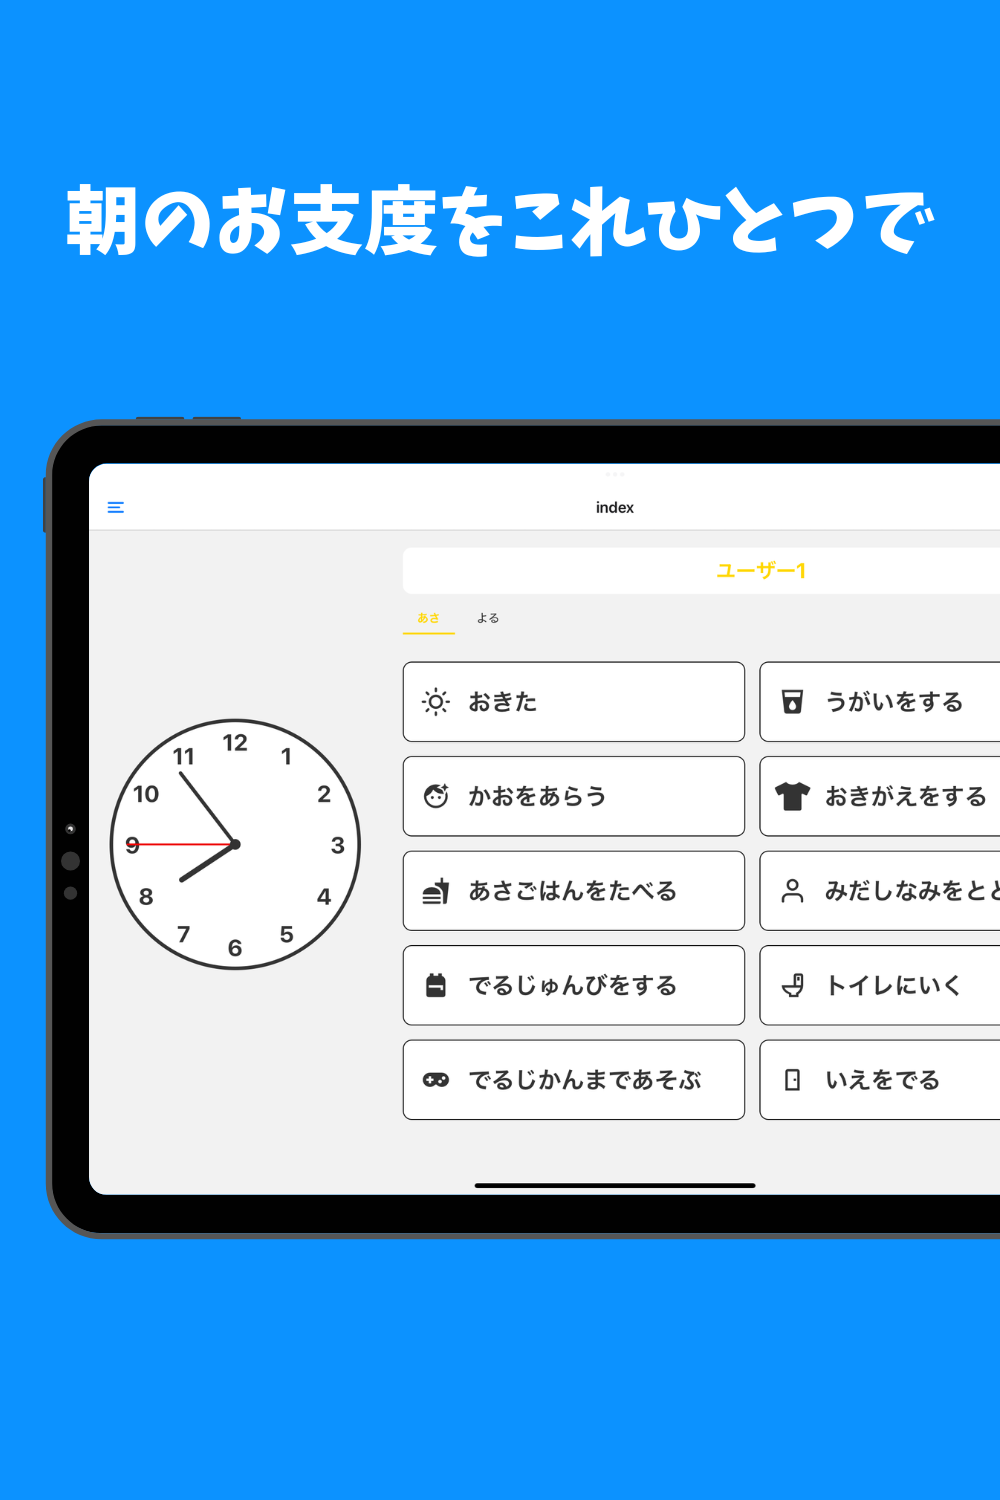 朝のお支度をこれひとつで
index
ユーザー1
あさ
よる
おきた
うがいをする
かおをあらう
おきがえをする
あさごはんをたべる
みだしなみをとと
でるじゅんびをする
トイレにいく
でるじかんまであそぶ
いえをでる
12
1
2
3
4
5
6
7
8
9
10
11